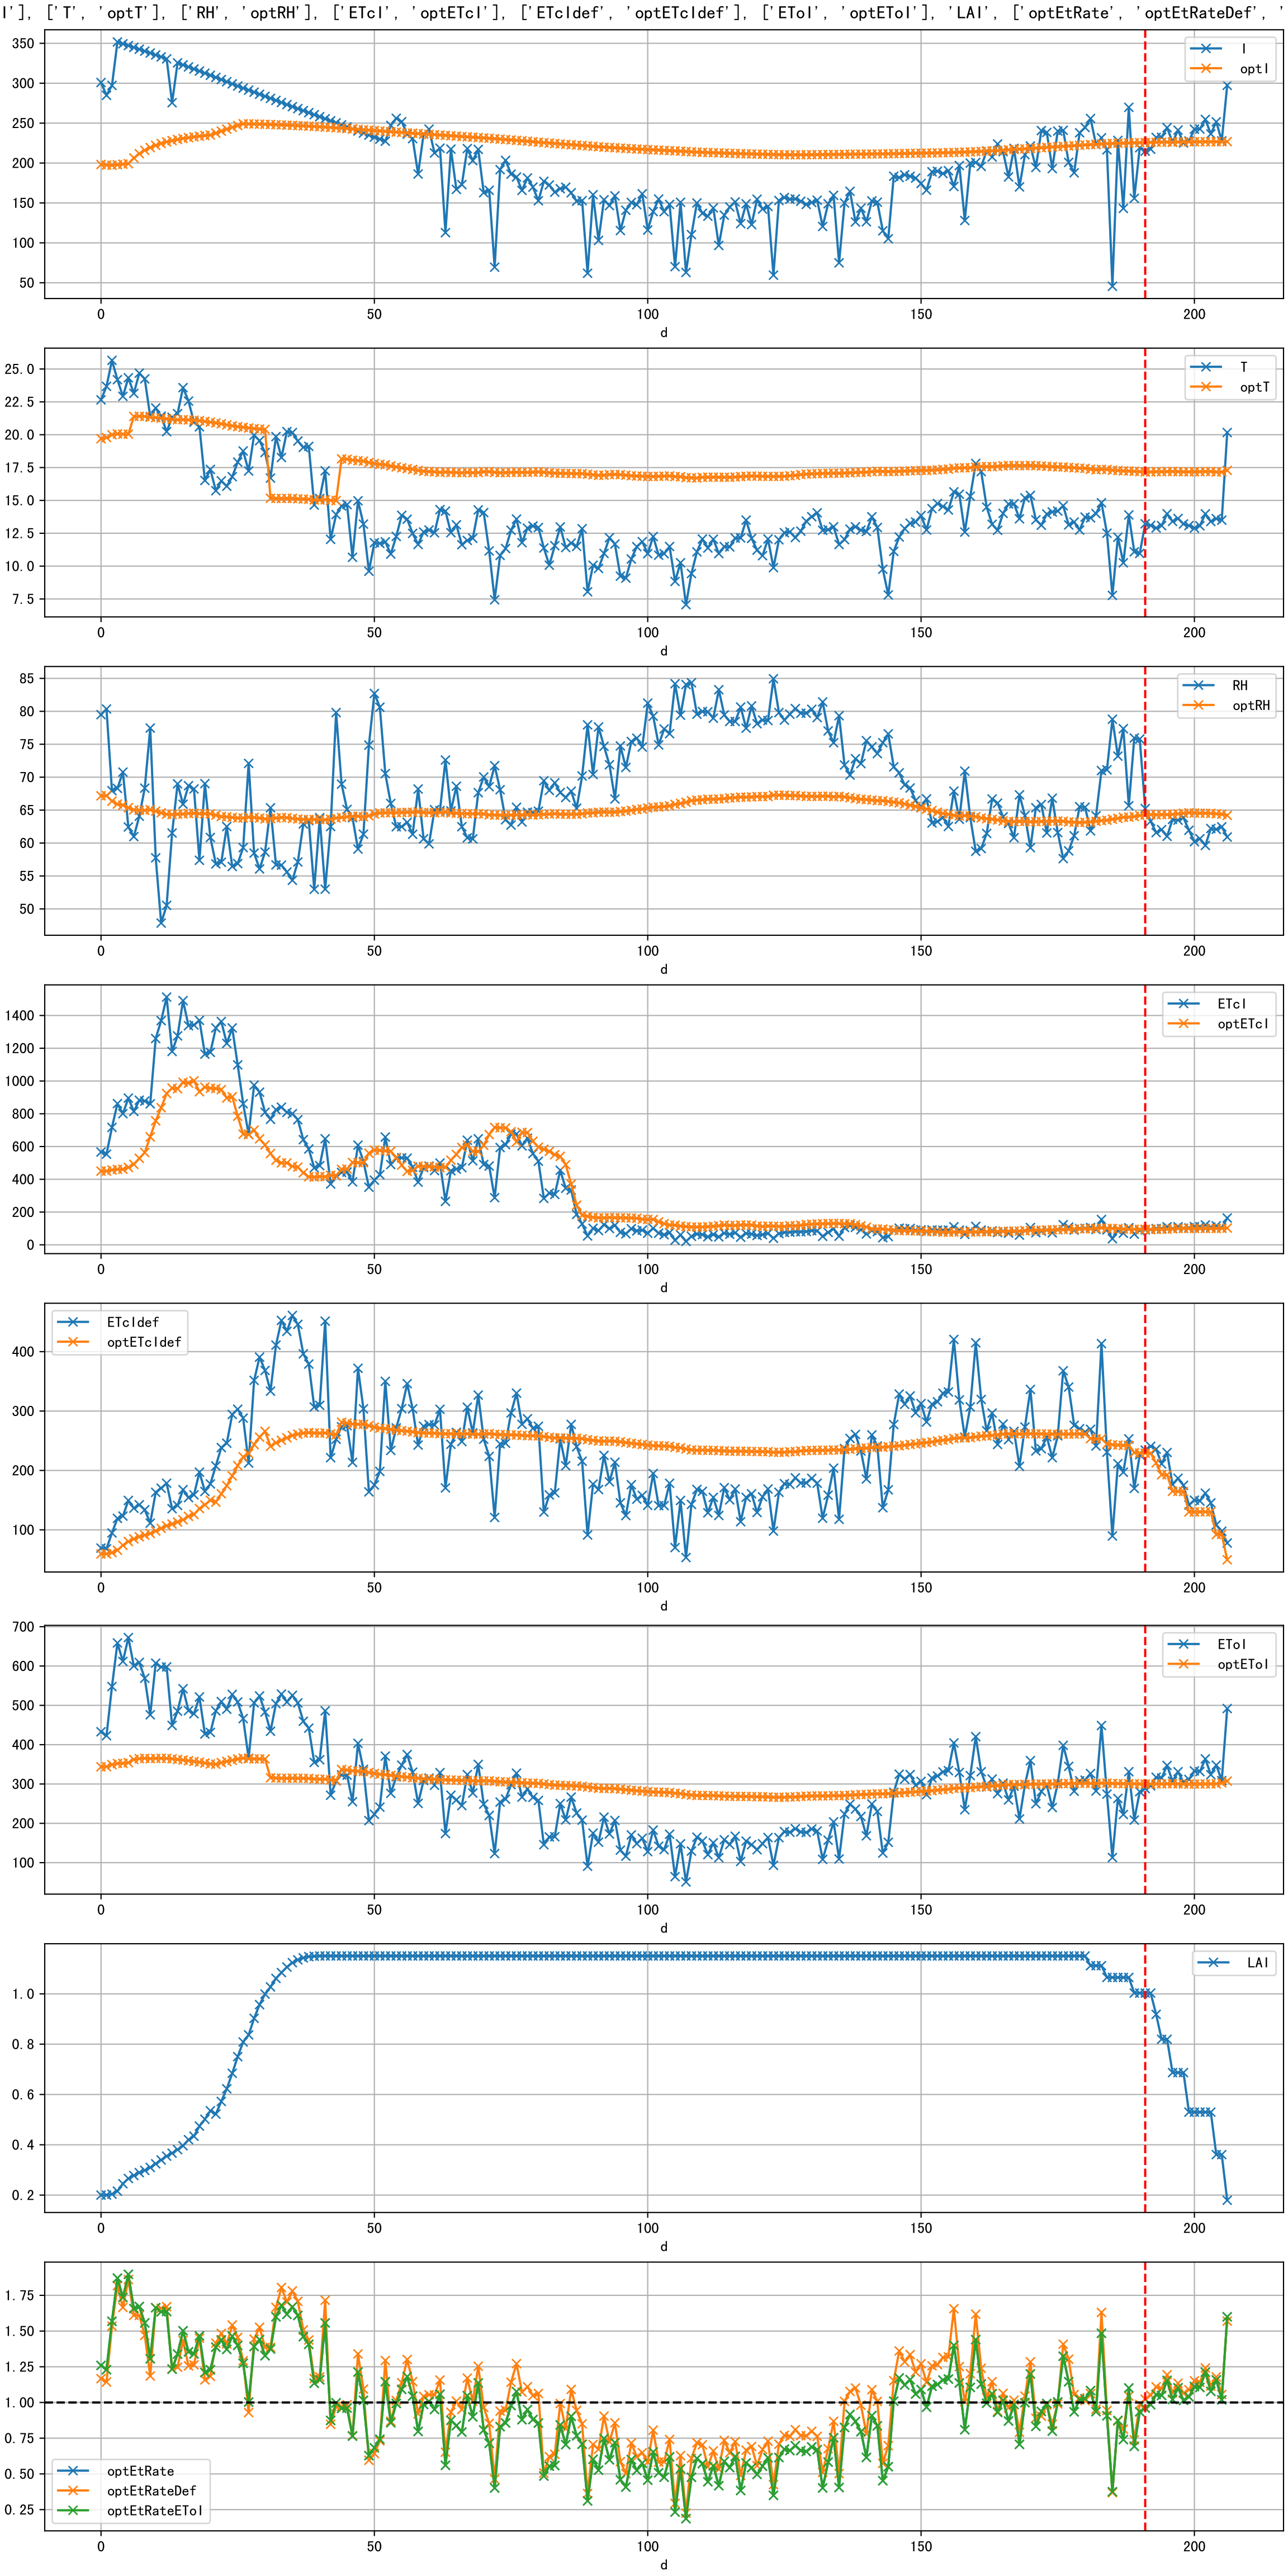 I'], ['T', 'optT'], ['RH', 'optRH'], ['ETcI', 'optETcI'], ['ETcIdef', 'optETcIdef'], ['EToI', 'optEToI'], 'LAI', ['optEtRate', 'optEtRateDef', '
350
300
250
200
150
100
50
I
optI
0 50 100 150 200
d
25.0
22.5
20.0
17.5
15.0
12.5
10.0
7.5
T
optT
0 50 100 150 200
d
85
80
75
70
65
60
55
50
RH
optRH
0 50 100 150 200
d
1400
1200
1000
800
600
400
200
0
ETcI
optETcI
0 50 100 150 200
d
400
300
200
100
ETcIdef
optETcIdef
0 50 100 150 200
d
700
600
500
400
300
200
100
EToI
optEToI
0 50 100 150 200
d
1.0
0.8
0.6
0.4
0.2
LAI
0 50 100 150 200
d
1.75
1.50
1.25
1.00
0.75
0.50
0.25
optEtRate
optEtRateDef
optEtRateEToI
0 50 100 150 200
d